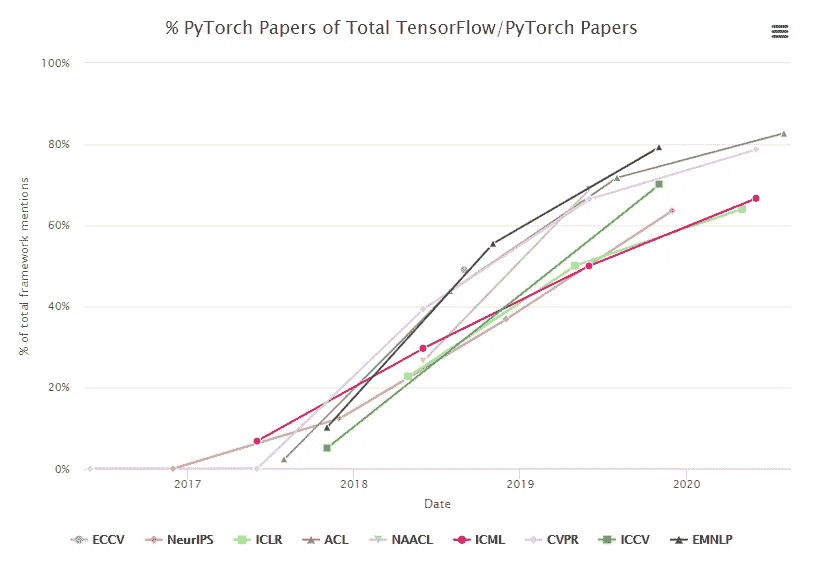 % PyTorch Papers of Total TensorFlow/PyTorch Papers
100%
80%
60%
40%
20%
0%
% of total framework mentions
2017 2018 2019 2020
Date
ECCV NeurIPS ICLR ACL NAACL ICML CVPR ICCV EMNLP